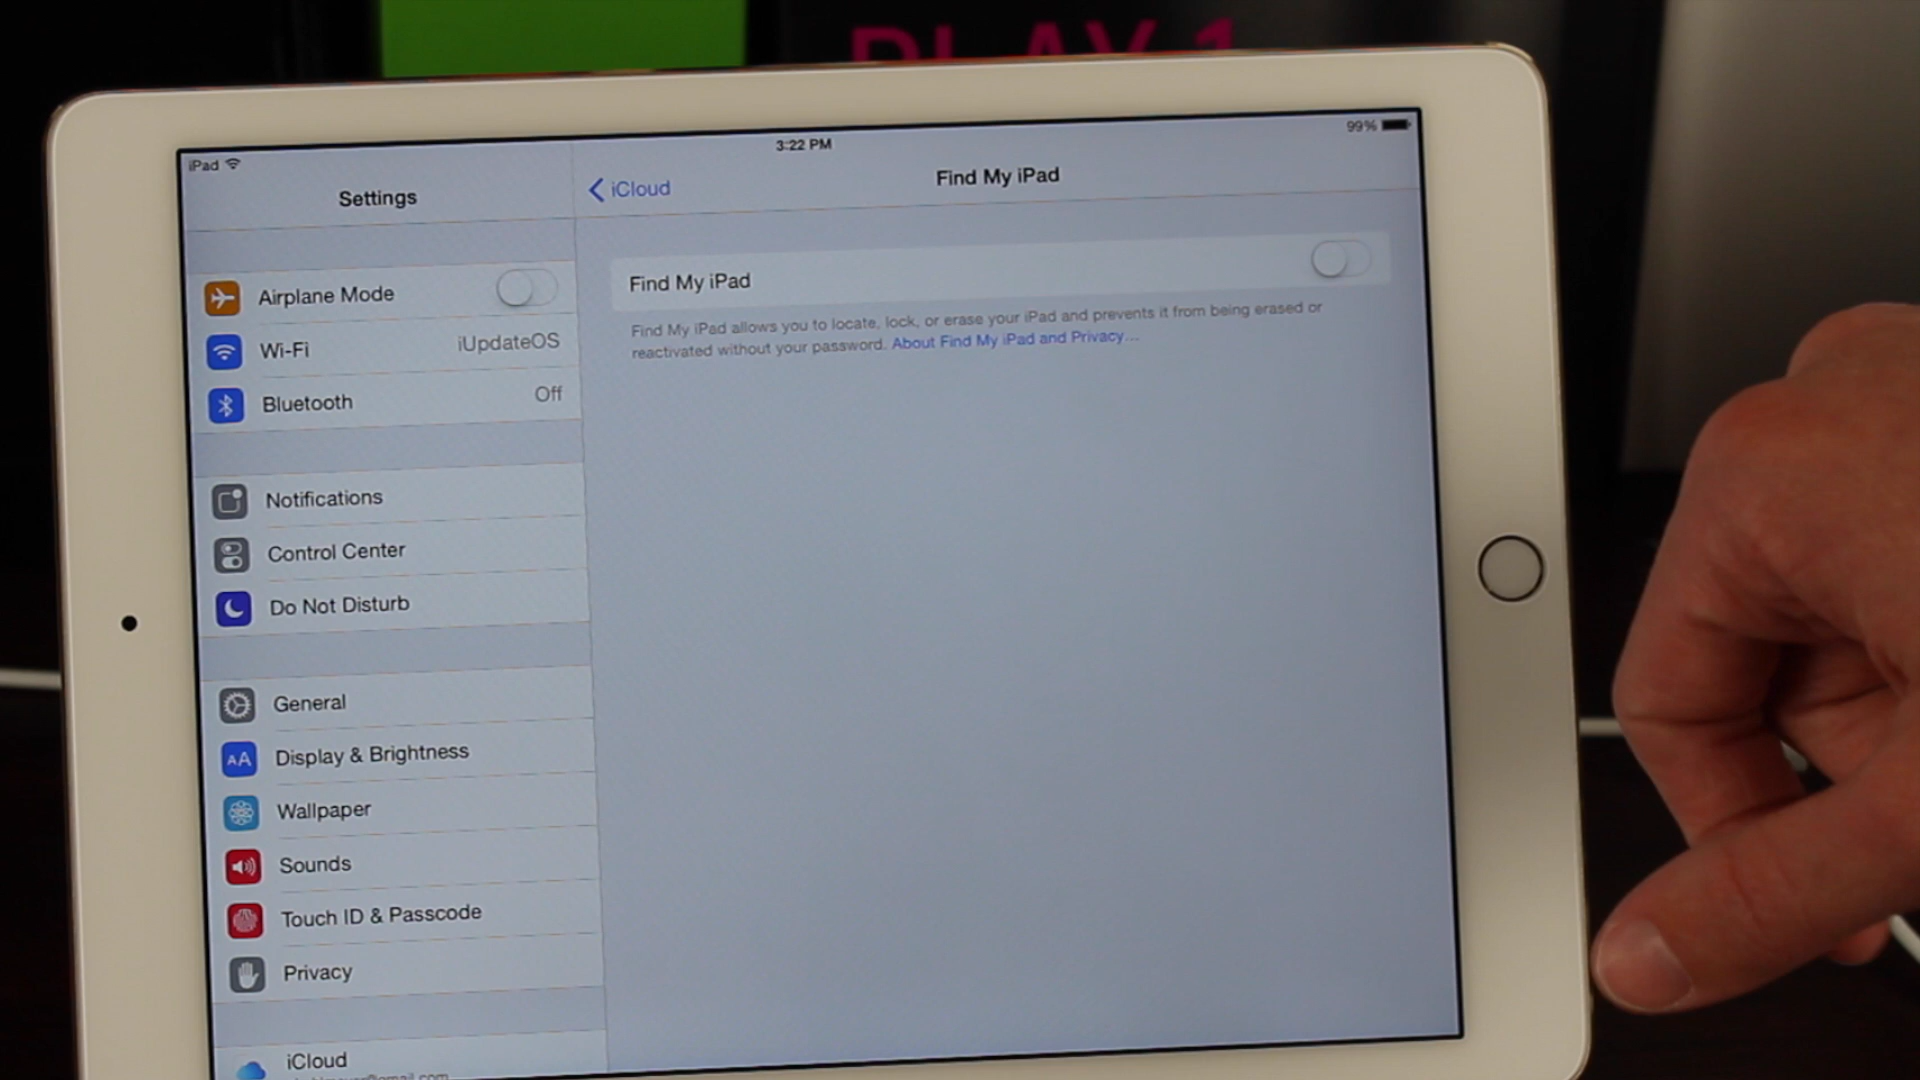 PLAY 1
iPad
3:22 PM
99%
Settings
iCloud
Find My iPad
Airplane Mode
Wi-Fi
iUpdateOS
Bluetooth
Off
Notifications
Control Center
Do Not Disturb
General
Display & Brightness
Wallpaper
Sounds
Touch ID & Passcode
Privacy
iCloud
Find My iPad
Find My iPad allows you to locate, lock, or erase your iPad and prevents it from being erased or
reactivated without your password. About Find My iPad and Privacy...